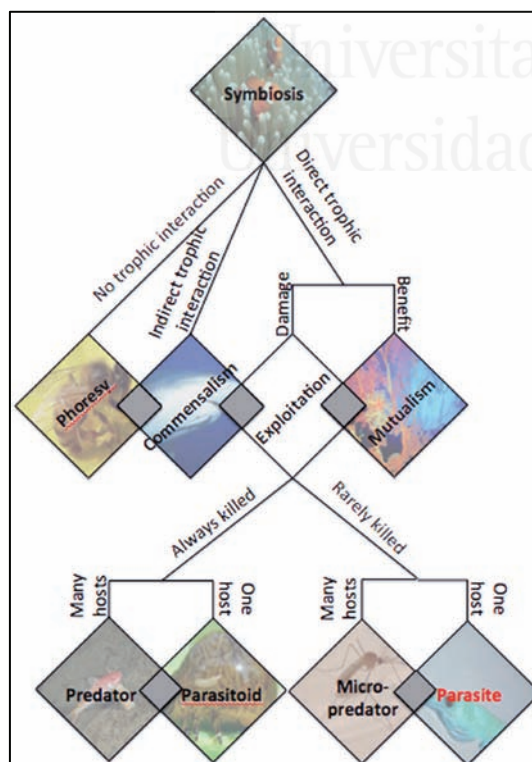 Universita
Universidad
Symbiosis
No trophic interaction
Indirect trophic
interaction
Direct trophic
interaction
Damage
Benefit
Phoresy
Commensalism
Exploitation
Mutualism
Always killed
Rarely killed
Many
hosts
One
host
Many
hosts
One
host
Predator
Parasitoid
Micro-
predator
Parasite